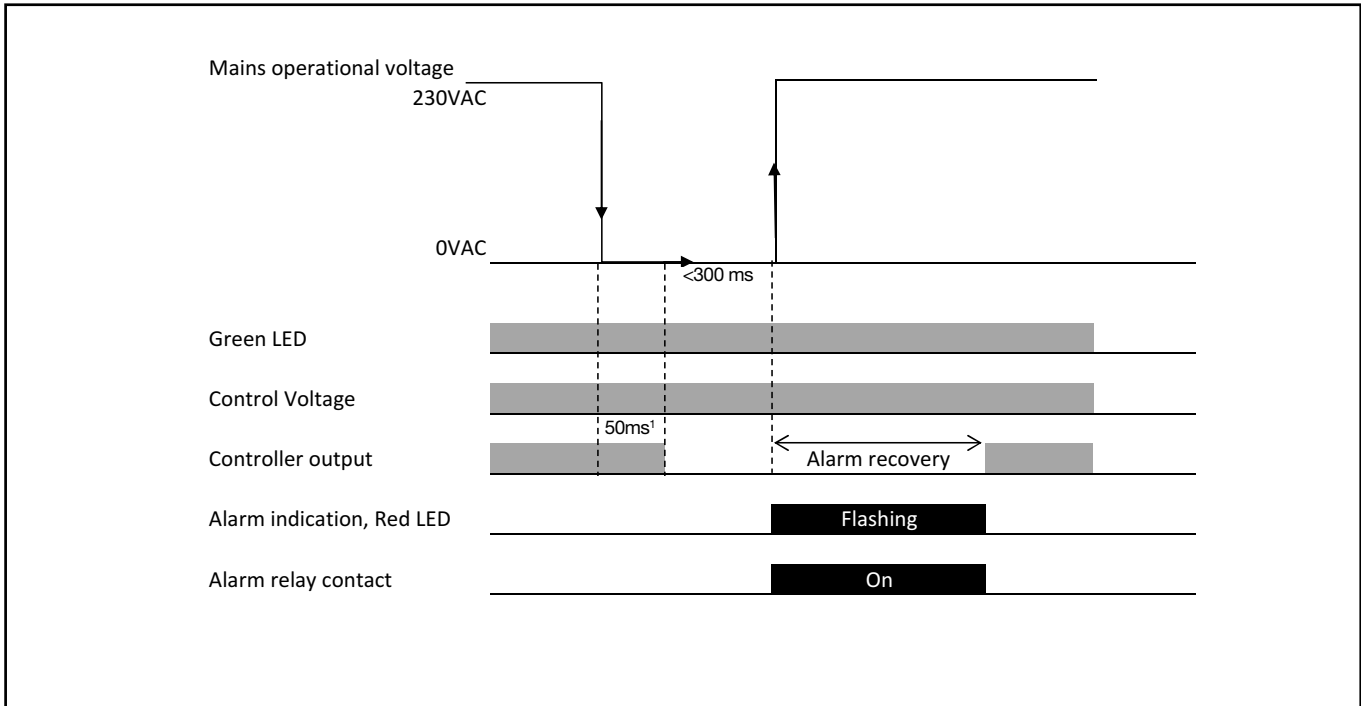 Mains operational voltage
230VAC
0VAC
<300 ms
Green LED
Control Voltage
50ms¹
Controller output
Alarm recovery
Alarm indication, Red LED
Flashing
Alarm relay contact
On